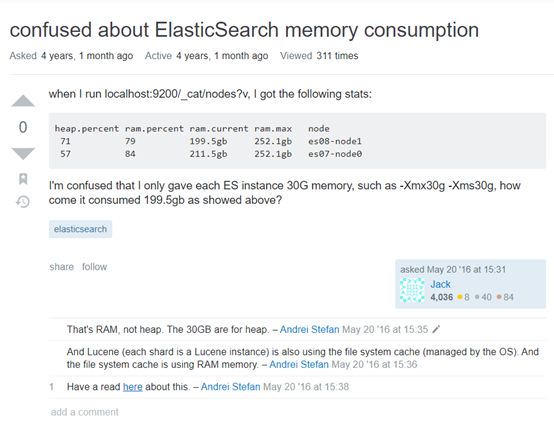 confused about ElasticSearch memory consumption
Asked 4 years, 1 month ago Active 4 years, 1 month ago Viewed 311 times
when I run localhost:9200/_cat/nodes?v, I got the following stats:
0
heap.percent ram.percent ram.current ram.max node
71 79 199.5gb 252.1gb es08-node1
57 84 211.5gb 252.1gb es07-node0
I'm confused that I only gave each ES instance 30G memory, such as -Xmx30g -Xms30g, how
come it consumed 199.5gb as showed above?
elasticsearch
share follow
asked May 20 '16 at 15:31
Jack
4,036 8 40 84
That's RAM, not heap. The 30GB are for heap. – Andrei Stefan May 20 '16 at 15:35
And Lucene (each shard is a Lucene instance) is also using the file system cache (managed by the OS). And
the file system cache is using RAM memory. – Andrei Stefan May 20 '16 at 15:36
1 Have a read here about this. – Andrei Stefan May 20 '16 at 15:38
add a comment